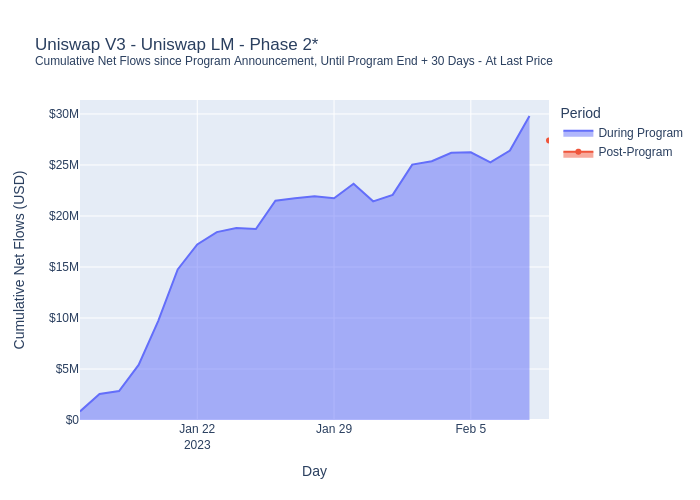 Uniswap V3 - Uniswap LM - Phase 2*
Cumulative Net Flows since Program Announcement, Until Program End + 30 Days - At Last Price
Period
During Program
Post-Program
Cumulative Net Flows (USD)
$30M
$25M
$20M
$15M
$10M
$5M
$0
Jan 22
2023
Jan 29
Feb 5
Day